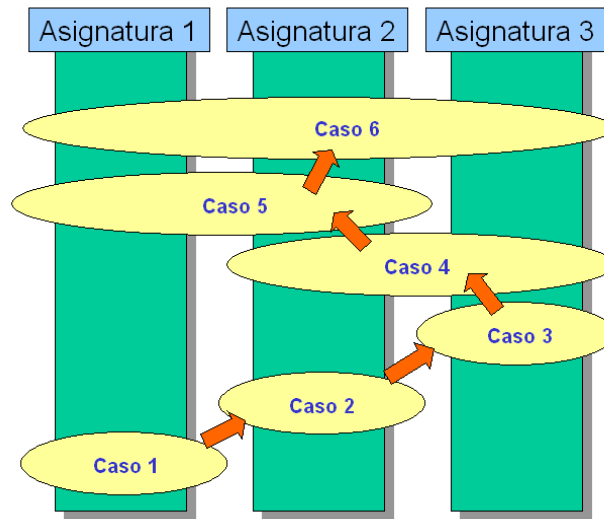 Asignatura 1
Asignatura 2
Asignatura 3
Caso 6
Caso 5
Caso 4
Caso 3
Caso 2
Caso 1